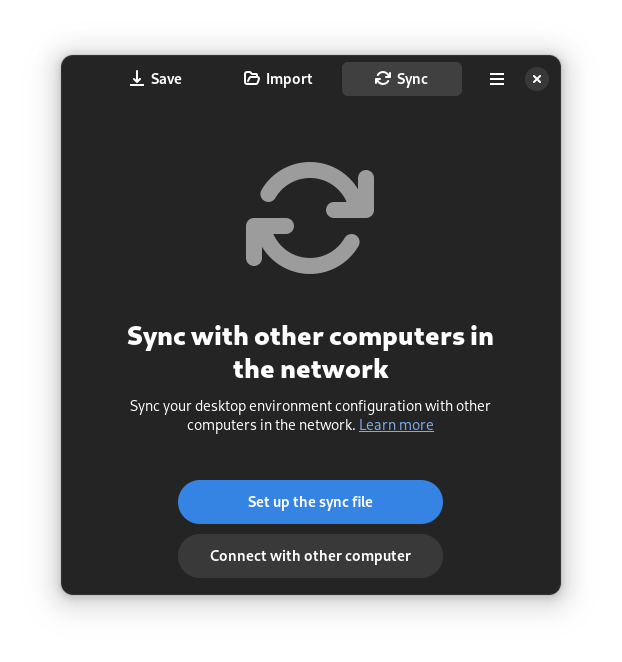 Save
Import
Sync
Sync with other computers in
the network
Sync your desktop environment configuration with other
computers in the network. Learn more
Set up the sync file
Connect with other computer